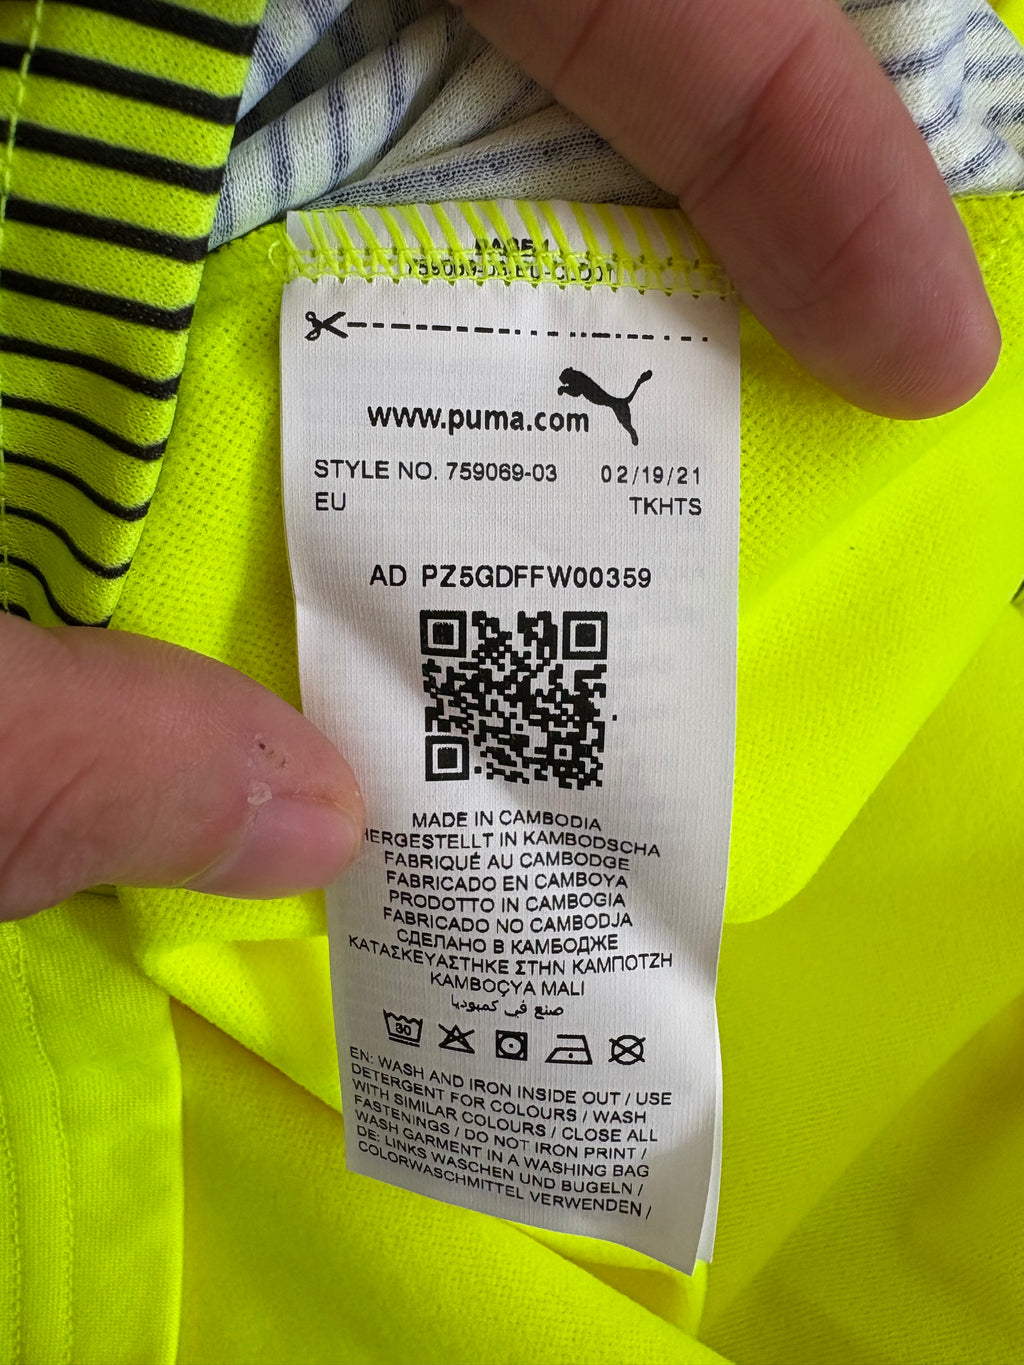 www.puma.com
STYLE NO. 759069-03 02/19/21
EU TKHTS
AD PZ5GDFFW00359
MADE IN CAMBODIA
HERGESTELLT IN KAMBODSCHA
FABRIQUÉ AU CAMBODGE
FABRICADO EN CAMBOYA
PRODOTTO IN CAMBOGIA
FABRICADO NO CAMBODJA
СДЕЛАНО В КАМБОДЖЕ
ΚΑΤΑΣΚΕΥΑΣΤΗΚΕ ΣΤΗΝ ΚΑΜΠΟΤΖΗ
KAMBOÇYA MALI
صنع في كمبوديا
30
EN: WASH AND IRON INSIDE OUT / USE
DETERGENT FOR COLOURS / WASH
WITH SIMILAR COLOURS / CLOSE ALL
FASTENINGS / DO NOT IRON PRINT /
WASH GARMENT IN A WASHING BAG
DE: LINKS WASCHEN UND BUGELN /
COLORWASCHMITTEL VERWENDEN /